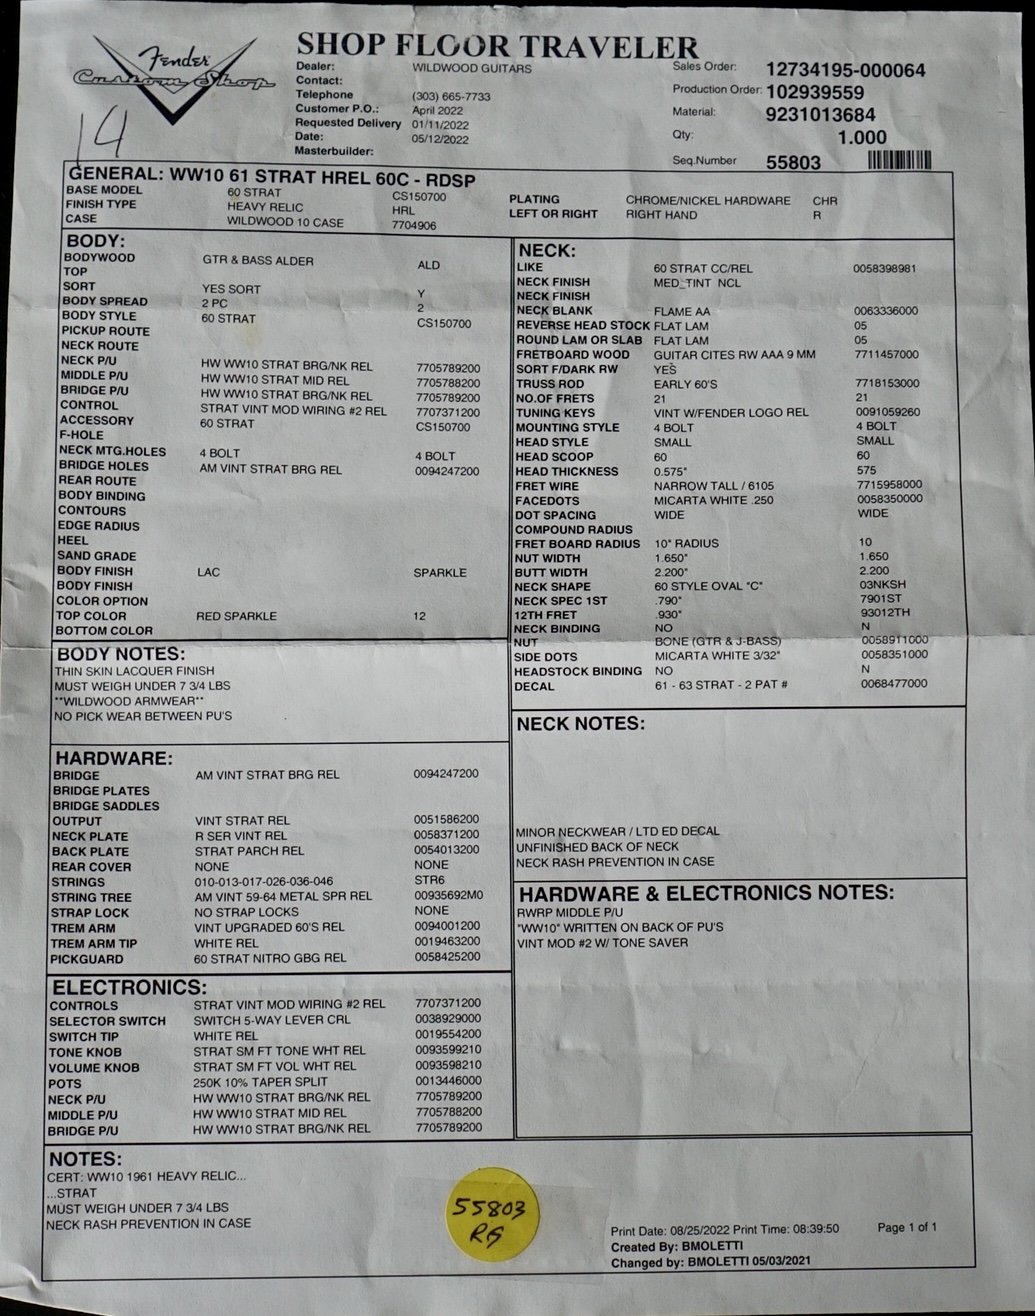 Fender
Custom Shop
14
SHOP FLOOR TRAVELER
Dealer: WILDWOOD GUITARS
Contact:
Telephone (303) 665-7733
Customer P.O.: April 2022
Requested Delivery 01/11/2022
Date: 05/12/2022
Masterbuilder:
Sales Order: 12734195-000064
Production Order: 102939559
Material: 9231013684
Qty: 1.000
Seq.Number 55803
GENERAL: WW10 61 STRAT HREL 60C - RDSP
BASE MODEL 60 STRAT CS150700
FINISH TYPE HEAVY RELIC HRL
CASE WILDWOOD 10 CASE 7704906
PLATING CHROME/NICKEL HARDWARE CHR
LEFT OR RIGHT RIGHT HAND R
BODY:
BODYWOOD GTR & BASS ALDER ALD
TOP
SORT YES SORT Y
BODY SPREAD 2 PC 2
BODY STYLE 60 STRAT CS150700
PICKUP ROUTE
NECK ROUTE
NECK P/U HW WW10 STRAT BRG/NK REL 7705789200
MIDDLE P/U HW WW10 STRAT MID REL 7705788200
BRIDGE P/U HW WW10 STRAT BRG/NK REL 7705789200
CONTROL STRAT VINT MOD WIRING #2 REL 7707371200
ACCESSORY 60 STRAT CS150700
F-HOLE
NECK MTG.HOLES 4 BOLT 4 BOLT
BRIDGE HOLES AM VINT STRAT BRG REL 0094247200
REAR ROUTE
BODY BINDING
CONTOURS
EDGE RADIUS
HEEL
SAND GRADE
BODY FINISH LAC SPARKLE
BODY FINISH
COLOR OPTION
TOP COLOR RED SPARKLE 12
BOTTOM COLOR
BODY NOTES:
THIN SKIN LACQUER FINISH
MUST WEIGH UNDER 7 3/4 LBS
**WILDWOOD ARMWEAR**
NO PICK WEAR BETWEEN PU'S
HARDWARE:
BRIDGE AM VINT STRAT BRG REL 0094247200
BRIDGE PLATES
BRIDGE SADDLES
OUTPUT VINT STRAT REL 0051586200
NECK PLATE R SER VINT REL 0058371200
BACK PLATE STRAT PARCH REL 0054013200
REAR COVER NONE NONE
STRINGS 010-013-017-026-036-046 STR6
STRING TREE AM VINT 59-64 METAL SPR REL 00935692M0
STRAP LOCK NO STRAP LOCKS NONE
TREM ARM VINT UPGRADED 60'S REL 0094001200
TREM ARM TIP WHITE REL 0019463200
PICKGUARD 60 STRAT NITRO GBG REL 0058425200
ELECTRONICS:
CONTROLS STRAT VINT MOD WIRING #2 REL 7707371200
SELECTOR SWITCH SWITCH 5-WAY LEVER CRL 0038929000
SWITCH TIP WHITE REL 0019554200
TONE KNOB STRAT SM FT TONE WHT REL 0093599210
VOLUME KNOB STRAT SM FT VOL WHT REL 0093598210
POTS 250K 10% TAPER SPLIT 0013446000
NECK P/U HW WW10 STRAT BRG/NK REL 7705789200
MIDDLE P/U HW WW10 STRAT MID REL 7705788200
BRIDGE P/U HW WW10 STRAT BRG/NK REL 7705789200
NECK:
LIKE 60 STRAT CC/REL 0058398981
NECK FINISH MED_TINT NCL
NECK FINISH
NECK BLANK FLAME AA 0063336000
REVERSE HEAD STOCK FLAT LAM 05
ROUND LAM OR SLAB FLAT LAM 05
FRETBOARD WOOD GUITAR CITES RW AAA 9 MM 7711457000
SORT F/DARK RW YES
TRUSS ROD EARLY 60'S 7718153000
NO.OF FRETS 21 21
TUNING KEYS VINT W/FENDER LOGO REL 0091059260
MOUNTING STYLE 4 BOLT 4 BOLT
HEAD STYLE SMALL SMALL
HEAD SCOOP 60 60
HEAD THICKNESS 0.575" 575
FRET WIRE NARROW TALL / 6105 7715958000
FACEDOTS MICARTA WHITE .250 0058350000
DOT SPACING WIDE WIDE
COMPOUND RADIUS
FRET BOARD RADIUS 10" RADIUS 10
NUT WIDTH 1.650" 1.650
BUTT WIDTH 2.200" 2.200
NECK SHAPE 60 STYLE OVAL "C" 03NKSH
NECK SPEC 1ST .790" 7901ST
12TH FRET .930" 93012TH
NECK BINDING NO N
NUT BONE (GTR & J-BASS) 0058911000
SIDE DOTS MICARTA WHITE 3/32" 0058351000
HEADSTOCK BINDING NO N
DECAL 61 - 63 STRAT - 2 PAT # 0068477000
NECK NOTES:
MINOR NECKWEAR / LTD ED DECAL
UNFINISHED BACK OF NECK
NECK RASH PREVENTION IN CASE
HARDWARE & ELECTRONICS NOTES:
RWRP MIDDLE P/U
"WW10" WRITTEN ON BACK OF PU'S
VINT MOD #2 W/ TONE SAVER
NOTES:
CERT: WW10 1961 HEAVY RELIC...
...STRAT
MUST WEIGH UNDER 7 3/4 LBS
NECK RASH PREVENTION IN CASE
55803
RG
Print Date: 08/25/2022 Print Time: 08:39:50 Page 1 of 1
Created By: BMOLETTI
Changed by: BMOLETTI 05/03/2021